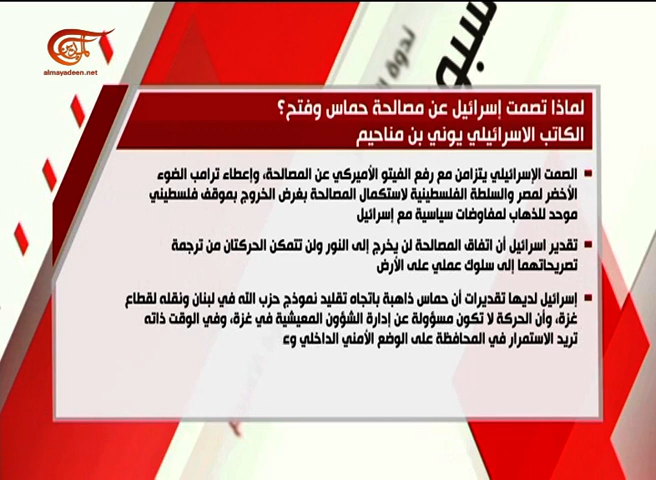 الميادين
almayadeen.net
ندوة
لماذا تصمت إسرائيل عن مصالحة حماس وفتح؟
الكاتب الاسرائيلي يوني بن مناحيم
الصمت الإسرائيلي يتزامن مع رفع الفيتو الأميركي عن المصالحة، وإعطاء ترامب الضوء
الأخضر لمصر والسلطة الفلسطينية لاستكمال المصالحة بغرض الخروج بموقف فلسطيني
موحد للذهاب لمفاوضات سياسية مع إسرائيل
تقدير اسرائيل أن اتفاق المصالحة لن يخرج إلى النور ولن تتمكن الحركتان من ترجمة
تصريحاتهما إلى سلوك عملي على الأرض
إسرائيل لديها تقديرات أن حماس ذاهبة باتجاه تقليد نموذج حزب الله في لبنان ونقله لقطاع
غزة، وأن الحركة لا تكون مسؤولة عن إدارة الشؤون المعيشية في غزة، وفي الوقت ذاته
تريد الاستمرار في المحافظة على الوضع الأمني الداخلي وء